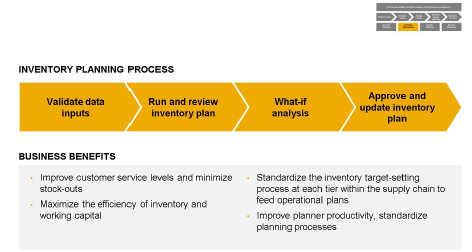 INVENTORY PLANNING PROCESS
Validate data
inputs
Run and review
inventory plan
What-if
analysis
Approve and
update inventory
plan
BUSINESS BENEFITS
• Improve customer service levels and minimize
stock-outs
• Maximize the efficiency of inventory and
working capital
• Standardize the inventory target-setting
process at each tier within the supply chain to
feed operational plans
• Improve planner productivity, standardize
planning processes